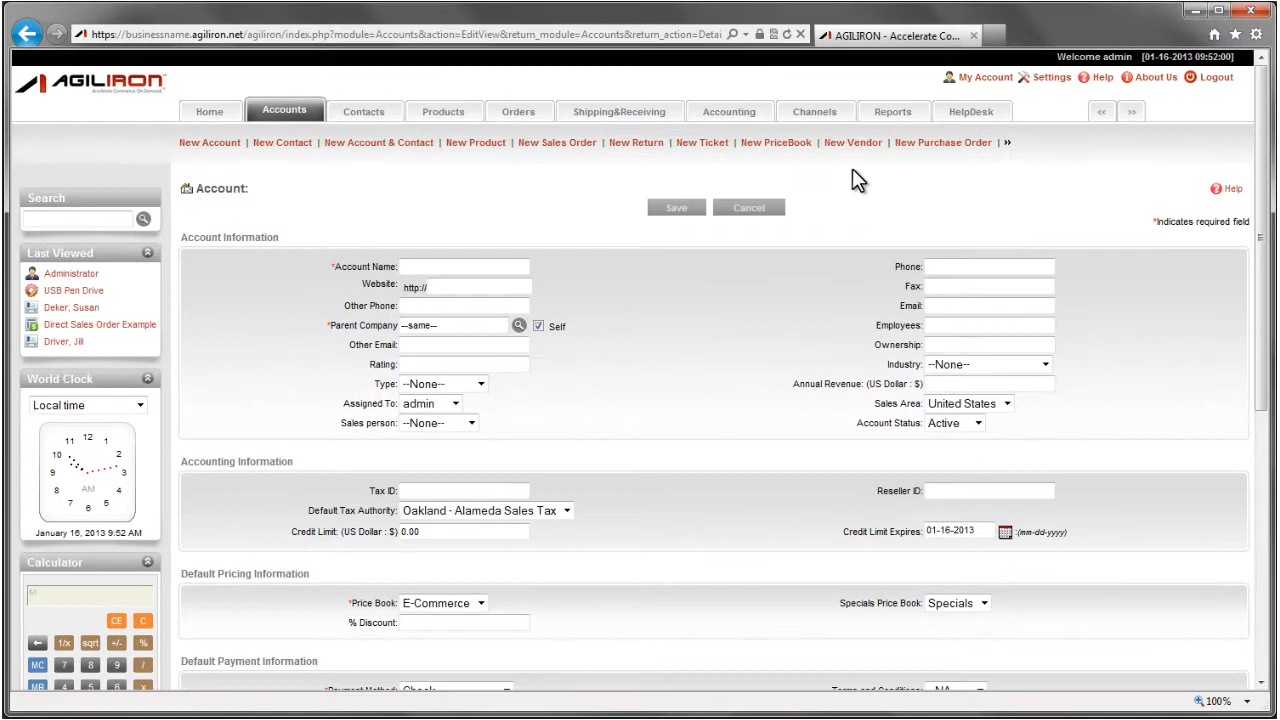 https://businessname.agiliron.net/agiliron/index.php?module=Accounts&action=EditView&return_module=Accounts&return_action=Detai
AGILIRON - Accelerate Co...
Welcome admin [01-16-2013 09:52:00]
AGILIRON
Accelerate Commerce. On Demand.
My Account Settings Help About Us Logout
Home Accounts Contacts Products Orders Shipping&Receiving Accounting Channels Reports HelpDesk << >>
New Account | New Contact | New Account & Contact | New Product | New Sales Order | New Return | New Ticket | New PriceBook | New Vendor | New Purchase Order | »
Search
Last Viewed
Administrator
USB Pen Drive
Deker, Susan
Direct Sales Order Example
Driver, Jill
World Clock
Local time
12
11 1
10 2
9 3
AM
8 4
7 5
6
January 16, 2013 9:52 AM
Calculator
M
CE C
← 1/x sqrt +/- %
MC 7 8 9 /
MR 4 5 6 x
Account:
Help
Save Cancel
*Indicates required field
Account Information
*Account Name: Phone:
Website: http:// Fax:
Other Phone: Email:
*Parent Company --same-- Self Employees:
Other Email: Ownership:
Rating: Industry: --None--
Type: --None-- Annual Revenue: (US Dollar : $)
Assigned To: admin Sales Area: United States
Sales person: --None-- Account Status: Active
Accounting Information
Tax ID: Reseller ID:
Default Tax Authority: Oakland - Alameda Sales Tax
Credit Limit: (US Dollar : $) 0.00 Credit Limit Expires: 01-16-2013 :(mm-dd-yyyy)
Default Pricing Information
*Price Book: E-Commerce Specials Price Book: Specials
% Discount:
Default Payment Information
*Payment Method: Check Terms and Conditions: NA
100%